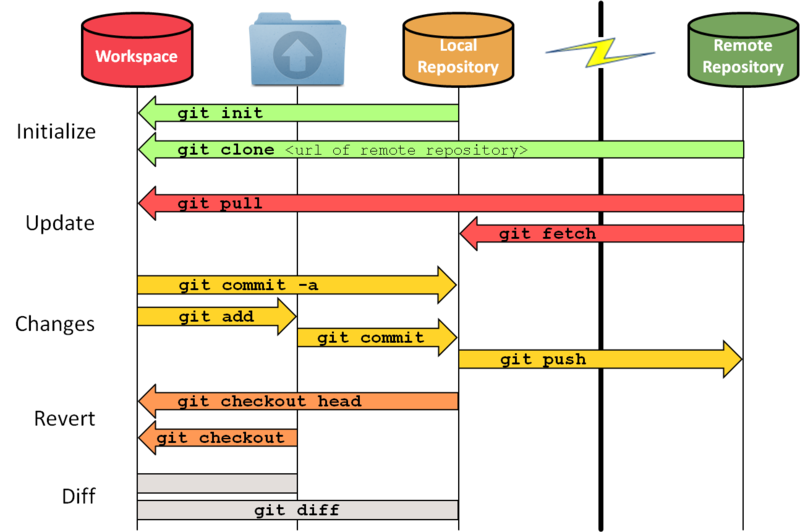 Workspace
Local
Repository
Remote
Repository
Initialize
git init
git clone <url of remote repository>
Update
git pull
git fetch
Changes
git commit -a
git add
git commit
git push
Revert
git checkout head
git checkout
Diff
git diff